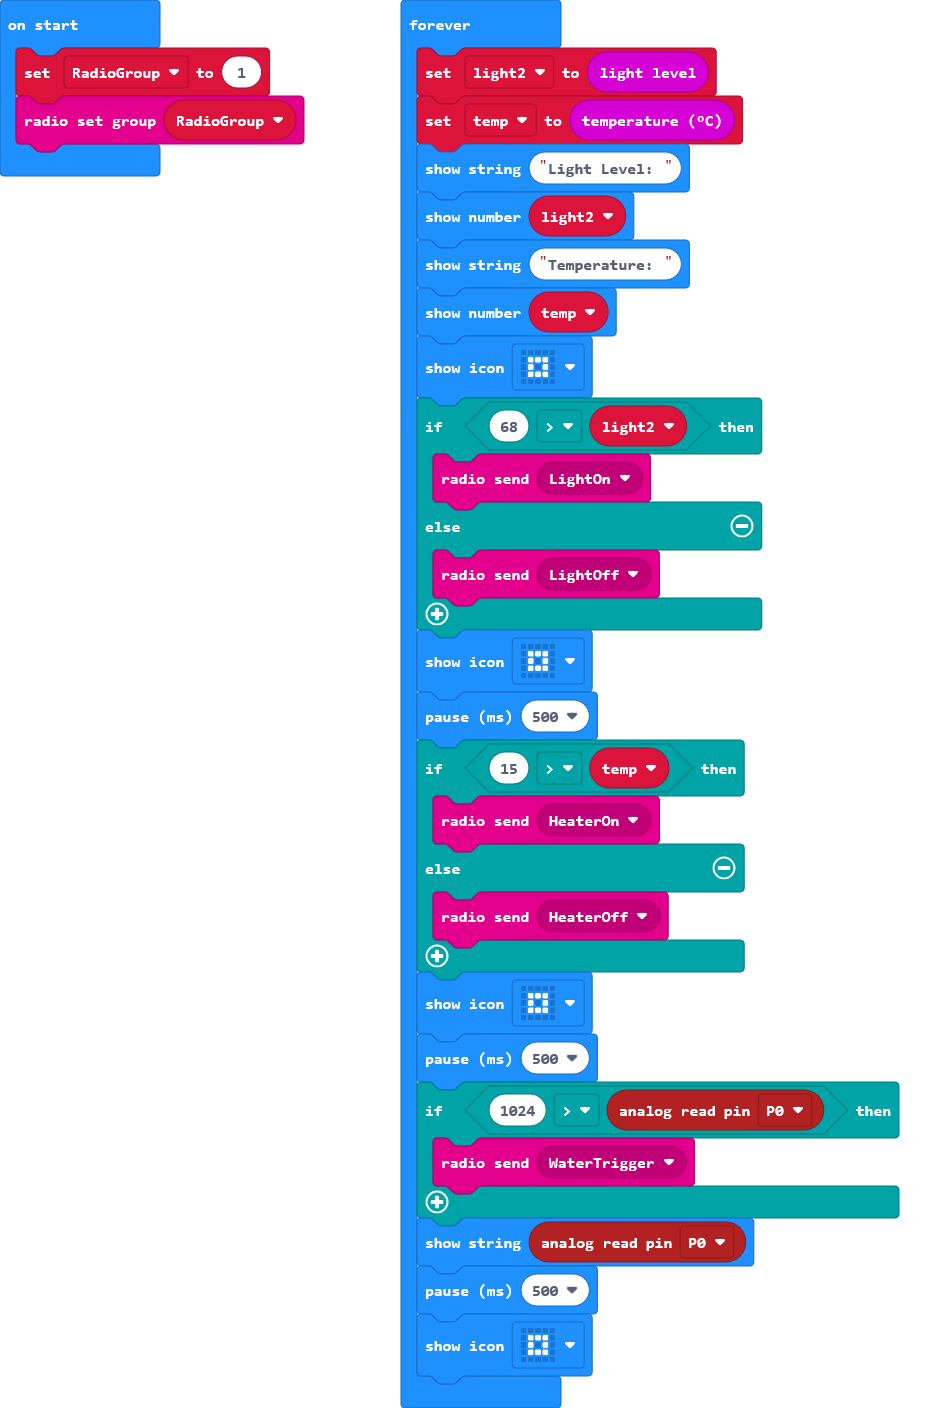 on start
set RadioGroup to 1
radio set group RadioGroup
forever
set light2 to light level
set temp to temperature (ºC)
show string "Light Level: "
show number light2
show string "Temperature: "
show number temp
show icon
if 68 > light2 then
radio send LightOn
else
radio send LightOff
show icon
pause (ms) 500
if 15 > temp then
radio send HeaterOn
else
radio send HeaterOff
show icon
pause (ms) 500
if 1024 > analog read pin P0 then
radio send WaterTrigger
show string analog read pin P0
pause (ms) 500
show icon